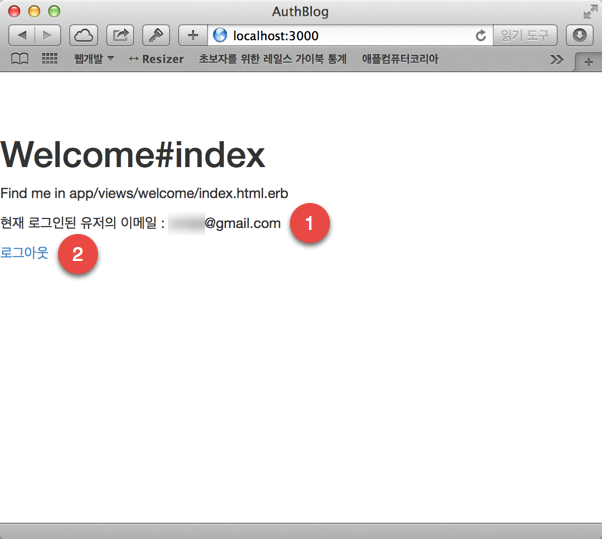 AuthBlog
localhost:3000
읽기 도구
웹개발
Resizer
초보자를 위한 레일스 가이북 통계
애플컴퓨터코리아
Welcome#index
Find me in app/views/welcome/index.html.erb
현재 로그인된 유저의 이메일 : @gmail.com
1
로그아웃
2